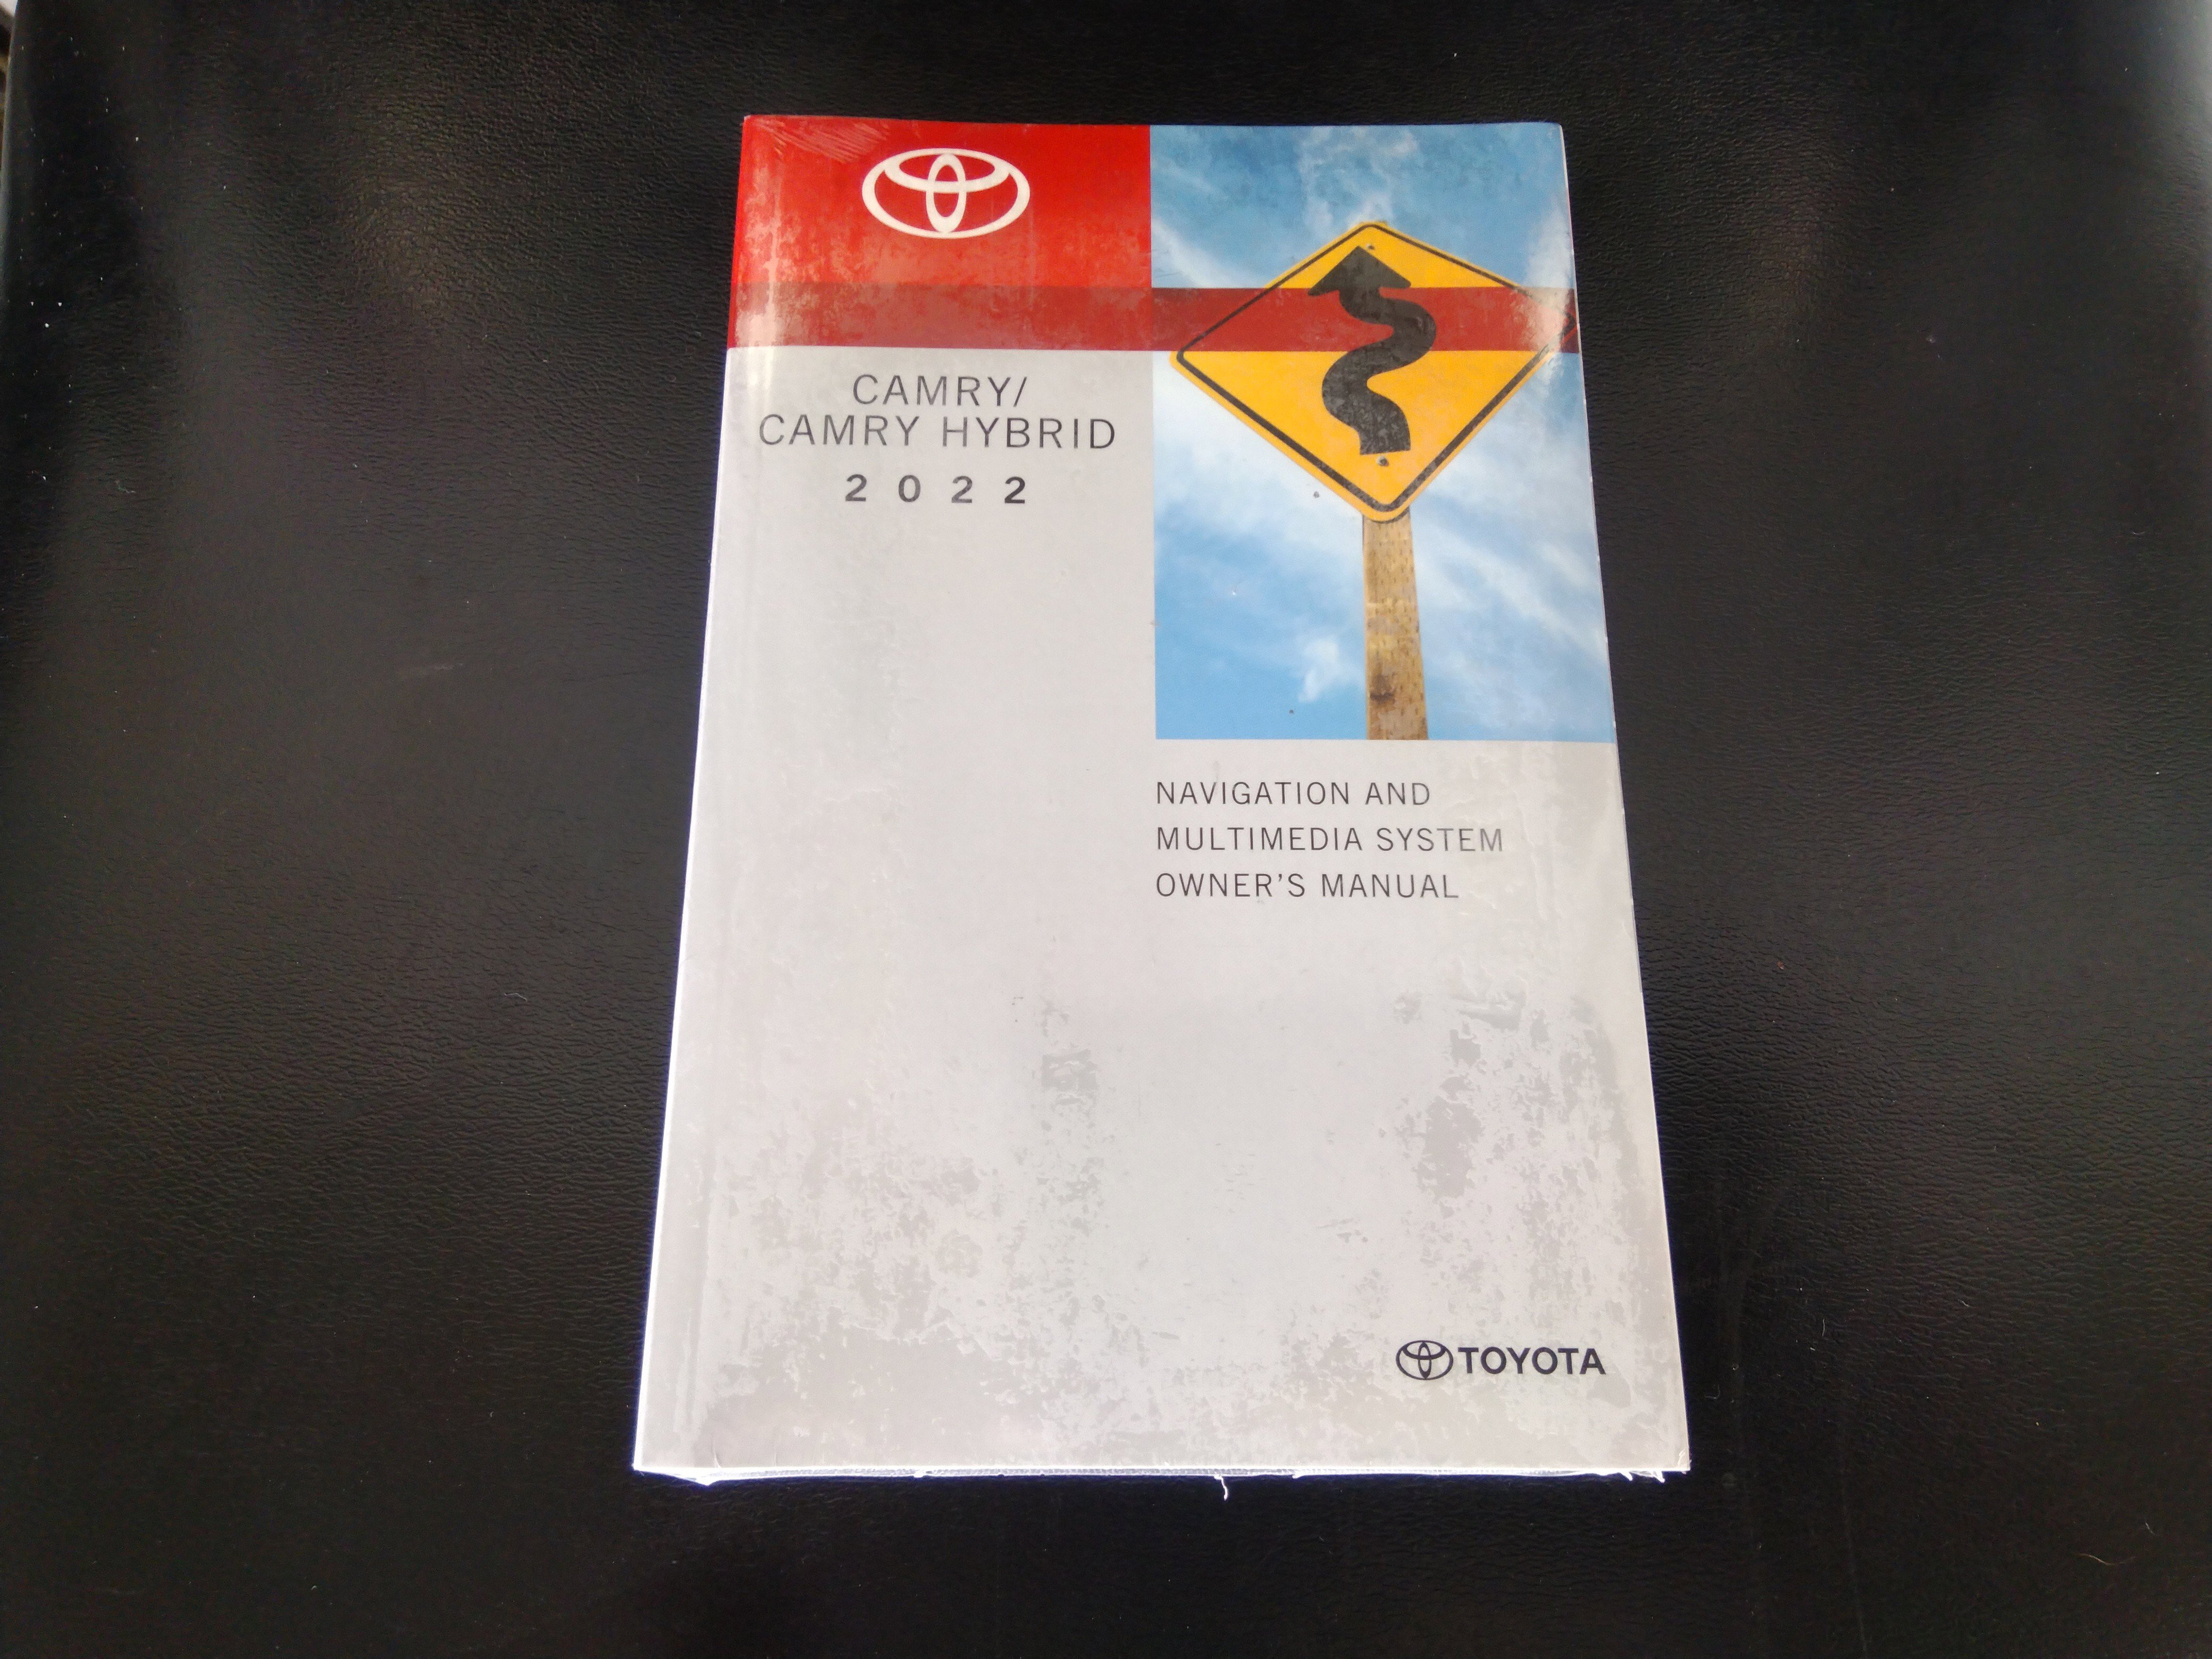 CAMRY/
CAMRY HYBRID
2022
NAVIGATION AND
MULTIMEDIA SYSTEM
OWNER'S MANUAL
TOYOTA